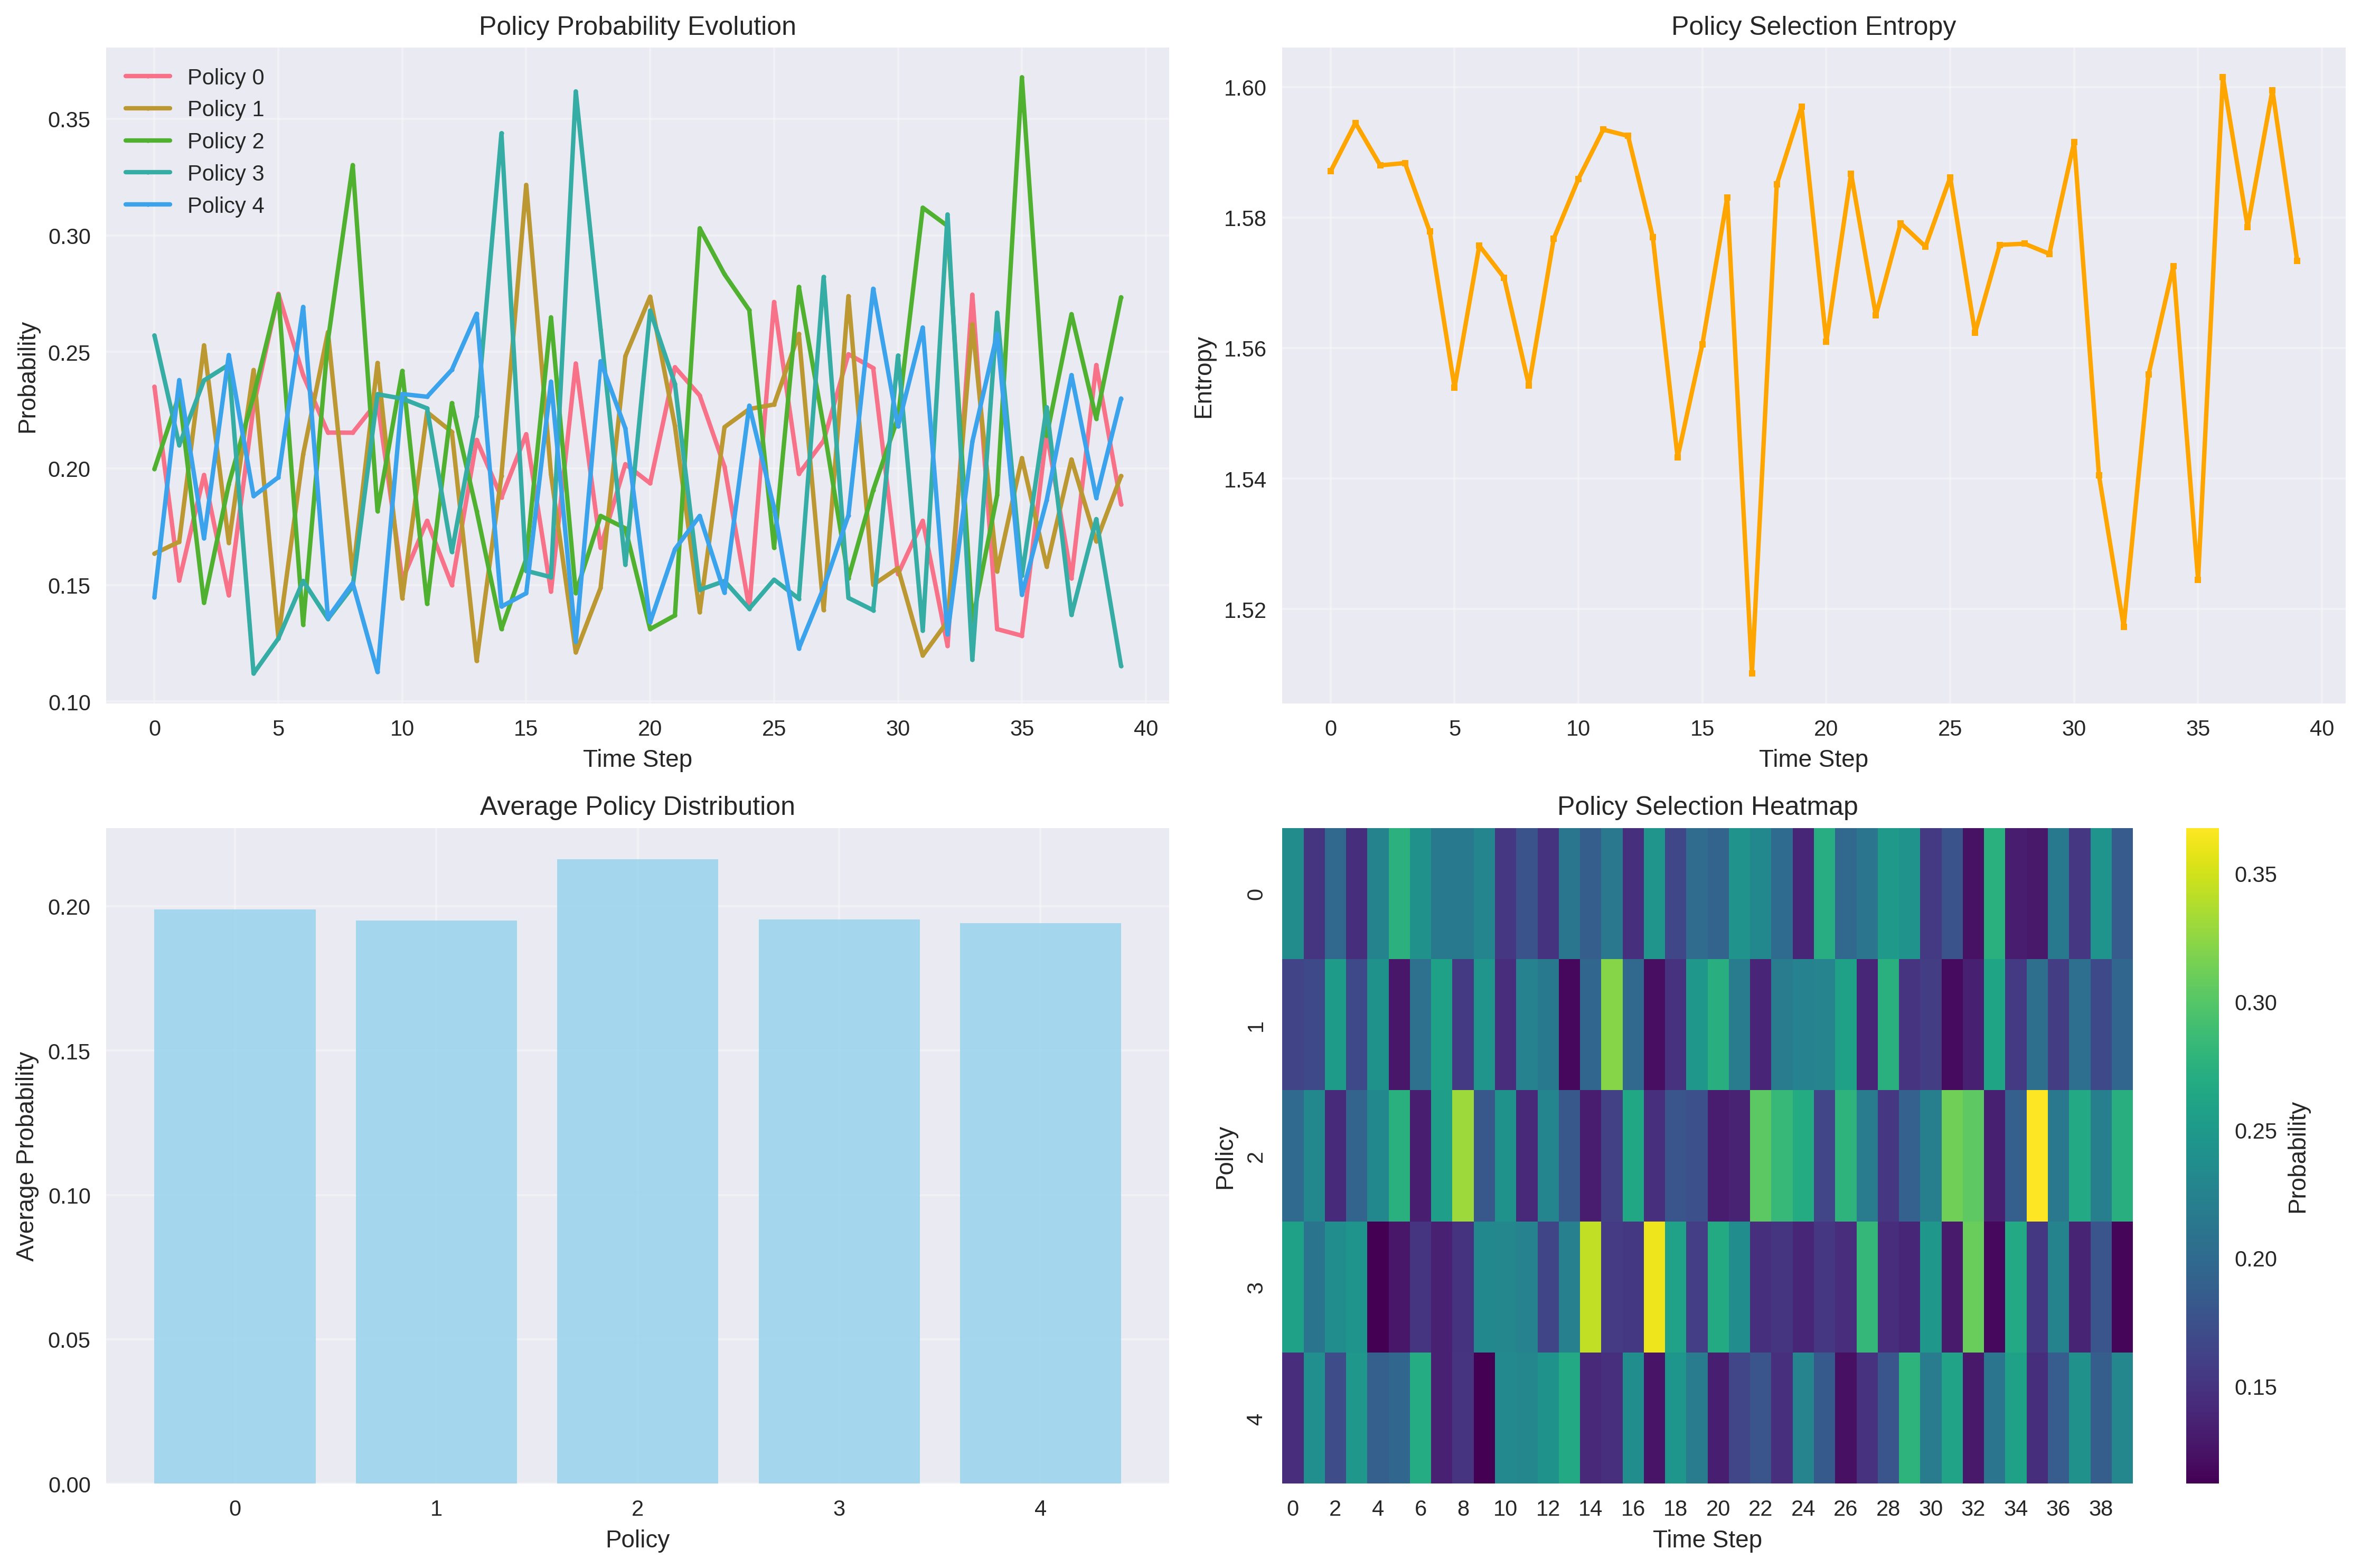 Policy Probability Evolution
Policy 0
Policy 1
Policy 2
Policy 3
Policy 4
0.35
0.30
0.25
0.20
0.15
0.10
Probability
0 5 10 15 20 25 30 35 40
Time Step
Policy Selection Entropy
1.60
1.58
1.56
1.54
1.52
Entropy
0 5 10 15 20 25 30 35 40
Time Step
Average Policy Distribution
0.20
0.15
0.10
0.05
0.00
Average Probability
0 1 2 3 4
Policy
Policy Selection Heatmap
0
1
2
3
4
Policy
0 2 4 6 8 10 12 14 16 18 20 22 24 26 28 30 32 34 36 38
Time Step
0.35
0.30
0.25
0.20
0.15
Probability